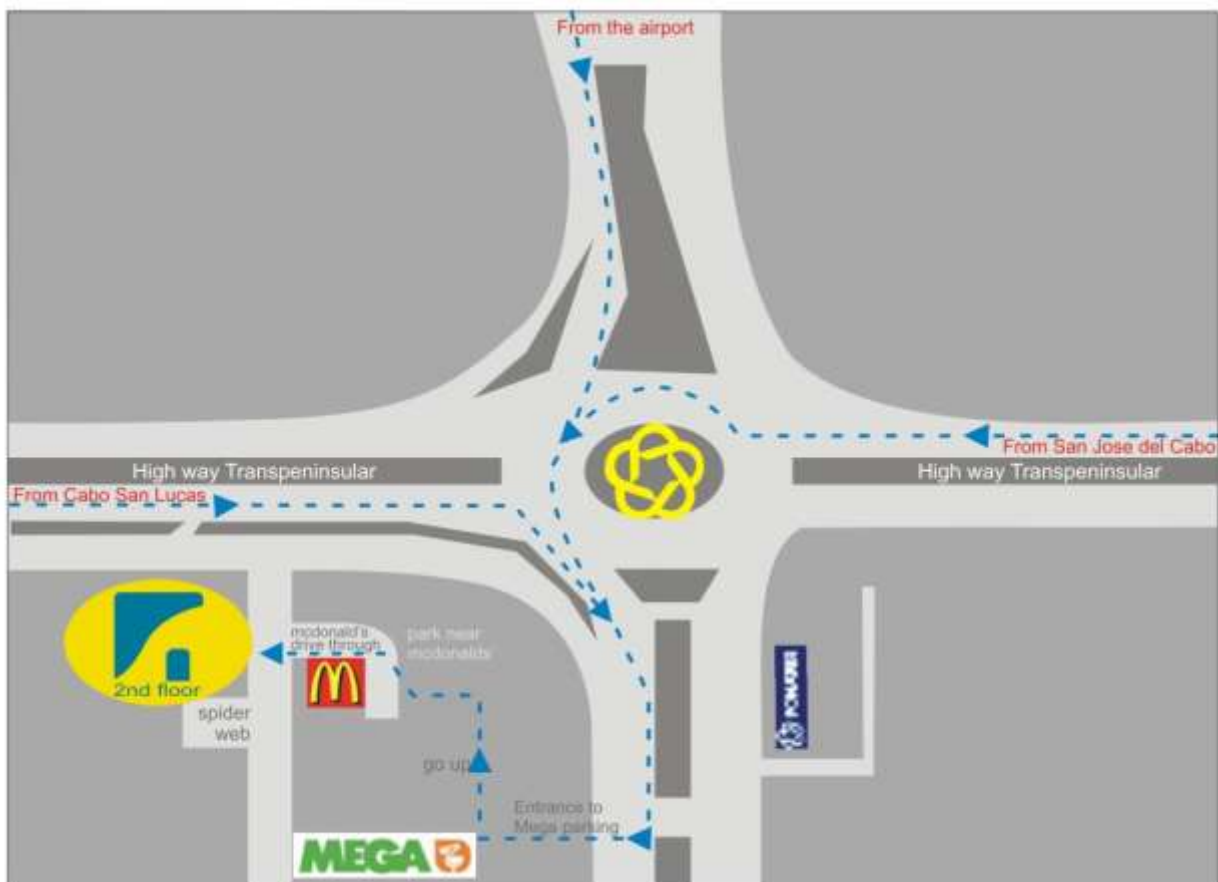 From the airport
From San Jose del Cabo
High way Transpeninsular
High way Transpeninsular
From Cabo San Lucas
mcdonald's
drive through
park near
mcdonalds
2nd floor
spider
web
go up
Entrance to
Mega parking
MEGA